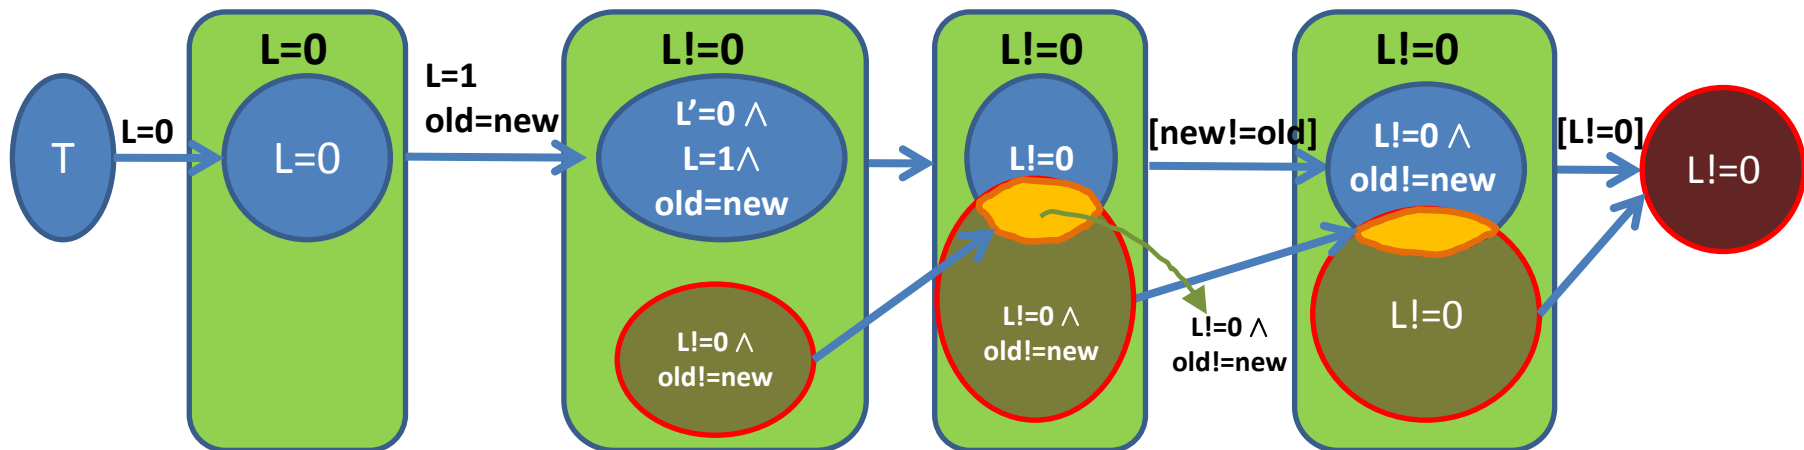 T
L=0
L=0
L=0
L=1
old=new
L!=0
L’=0 ∧
L=1∧
old=new
L!=0 ∧
old!=new
L!=0
L!=0
L!=0 ∧
old!=new
[new!=old]
L!=0 ∧
old!=new
L!=0
L!=0 ∧
old!=new
L!=0
[L!=0]
L!=0